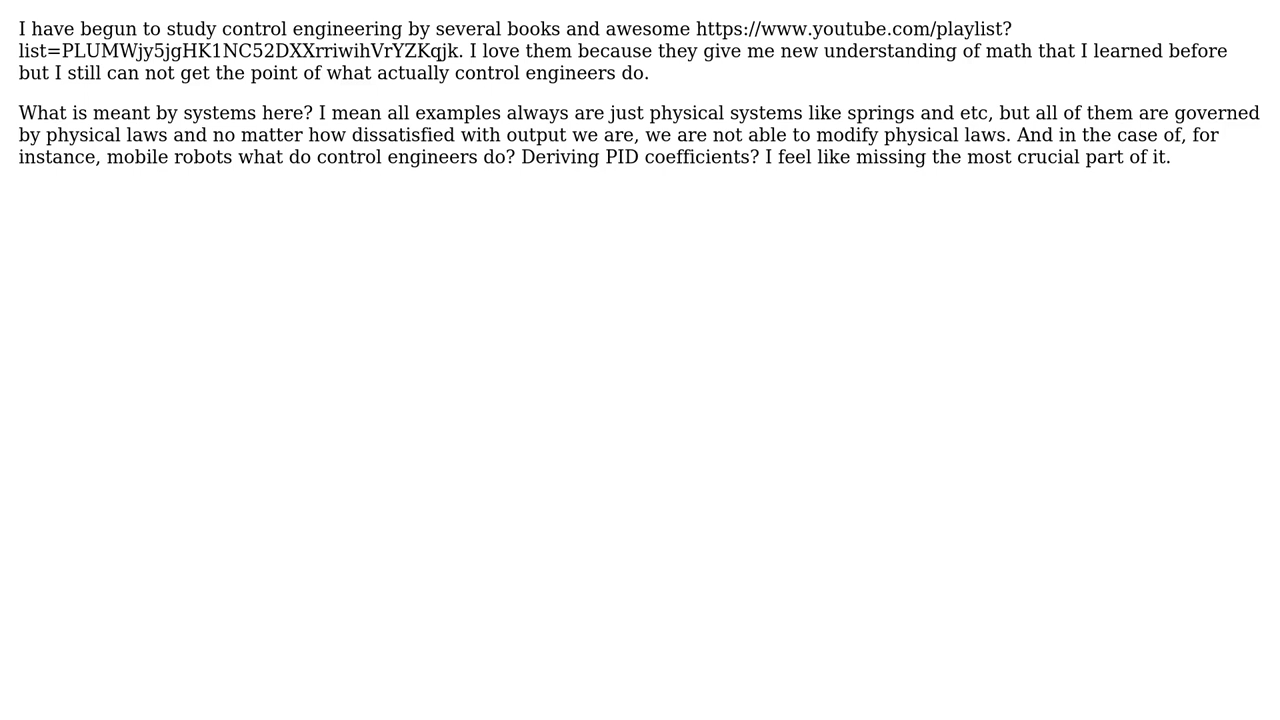 I have begun to study control engineering by several books and awesome https://www.youtube.com/playlist?
list=PLUMWjy5jgHK1NC52DXXrriwihVrYZKqjk. I love them because they give me new understanding of math that I learned before
but I still can not get the point of what actually control engineers do.
What is meant by systems here? I mean all examples always are just physical systems like springs and etc, but all of them are governed
by physical laws and no matter how dissatisfied with output we are, we are not able to modify physical laws. And in the case of, for
instance, mobile robots what do control engineers do? Deriving PID coefficients? I feel like missing the most crucial part of it.